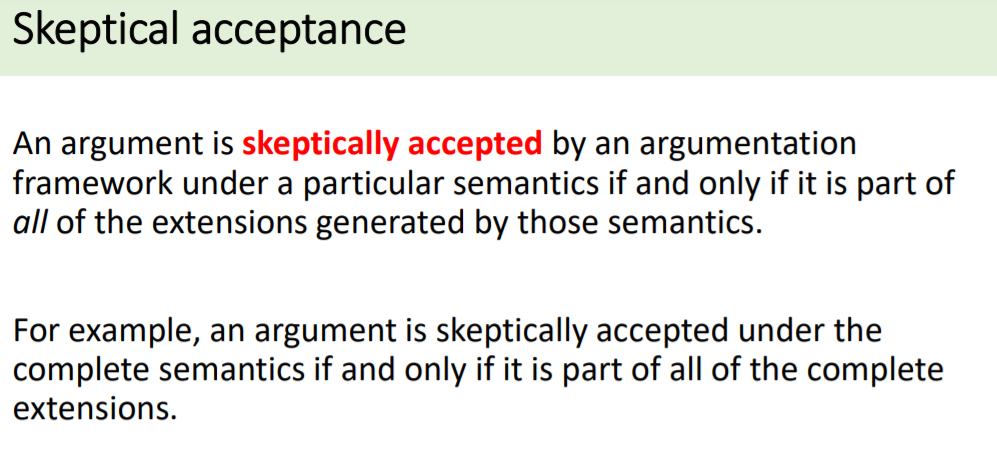 Skeptical acceptance
An argument is skeptically accepted by an argumentation
framework under a particular semantics if and only if it is part of
all of the extensions generated by those semantics.
For example, an argument is skeptically accepted under the
complete semantics if and only if it is part of all of the complete
extensions.